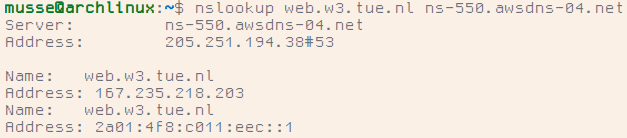 musse@archlinux:~$ nslookup web.w3.tue.nl ns-550.awsdns-04.net
Server: ns-550.awsdns-04.net
Address: 205.251.194.38#53
Name: web.w3.tue.nl
Address: 167.235.218.203
Name: web.w3.tue.nl
Address: 2a01:4f8:c011:eec::1